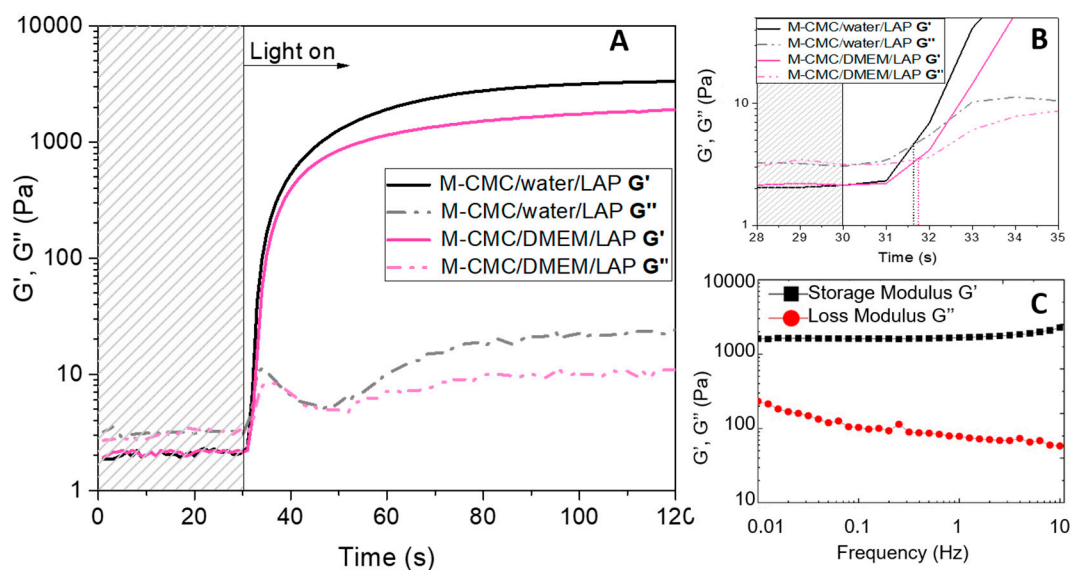 A
10000
1000
100
10
1
G', G'' (Pa)
Light on
M-CMC/water/LAP G'
M-CMC/water/LAP G''
M-CMC/DMEM/LAP G'
M-CMC/DMEM/LAP G''
0 20 40 60 80 100 120
Time (s)
B
M-CMC/water/LAP G'
M-CMC/water/LAP G''
M-CMC/DMEM/LAP G'
M-CMC/DMEM/LAP G''
10
1
G', G'' (Pa)
28 29 30 31 32 33 34 35
Time (s)
C
Storage Modulus G'
Loss Modulus G''
10000
1000
100
10
G', G'' (Pa)
0.01 0.1 1 10
Frequency (Hz)